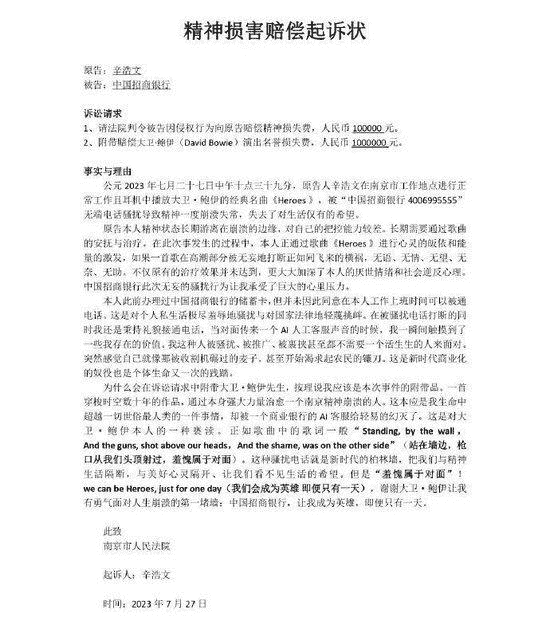 精神损害赔偿起诉状
原告：辛浩文
被告：中国招商银行
诉讼请求
1、请法院判令被告因侵权行为向原告赔偿精神损失费，人民币 100000 元。
2、附带赔偿大卫·鲍伊（David Bowie）演出名誉损失费，人民币 1000000 元。
事实与理由
公元 2023 年七月二十七日中午十点三十九分，原告人辛浩文在南京市工作地点进行正
常工作且耳机中播放大卫·鲍伊的经典名曲《Heroes 》，被“中国招商银行 4006995555”
无端电话骚扰导致精神一度崩溃失常，失去了对生活仅有的希望。
原告本人精神状态长期游离在崩溃的边缘，对自己的把控能力较差。长期需要通过歌曲
的安抚与治疗。在此次事发生的过程中，本人正通过歌曲《Heroes 》进行心灵的皈依和能
量的激发，如果一首歌在高潮部分被无妄地打断正如同飞来的横祸，无语、无情、无望、无
奈、无助。不仅原有的治疗效果并未达到，更大大加深了本人的厌世情绪和社会逆反心理。
中国招商银行此次无妄的骚扰行为让我承受了巨大的心里压力。
本人此前办理过中国招商银行的储蓄卡，但并未因此同意在本人工作上班时间可以被通
电话。这是对个人私生活极尽羞辱地骚扰与对国家法律地轻蔑挑衅。在被骚扰电话打断的同
时我还是秉持礼貌接通电话，当对面传来一个 AI 人工客服声音的时候，我一瞬间触摸到了
一些我存在的价值。我这种人被骚扰、被推广、被裹挟甚至都不需要一个活生生的人来面对。
突然感觉自己就像那被收割机碾过的麦子。甚至开始渴求起农民的镰刀。这是新时代商业化
的奴役也是个体生命又一次的践踏。
为什么会在诉讼请求中附带大卫·鲍伊先生，按理说我应该是本次事件的附带品。一首
穿梭时空数十年的作品，通过本身强大力量治愈一个南京精神崩溃的人。这本应是我生命中
超越一切世俗最人类的一件事情，却被一个商业银行的 AI 客服给轻易的幻灭了。这是对大
卫·鲍伊本人的一种亵渎。正如歌曲中的歌词一般“Standing, by the wall，
And the guns, shot above our heads，And the shame, was on the other side”（站在墙边，枪
口从我们头顶射过，羞愧属于对面）。这种骚扰电话就是新时代的柏林墙，把我们与精神
生活隔断，与美好心灵隔开、让我们看不见生活的希望。但是“羞愧属于对面”！
we can be Heroes, just for one day（我们会成为英雄 即便只有一天），谢谢大卫·鲍伊让我
有勇气面对人生崩溃的第一堵墙：中国招商银行，让我成为英雄，即便只有一天。
此致
南京市人民法院
起诉人：辛浩文
时间：2023 年 7 月 27 日